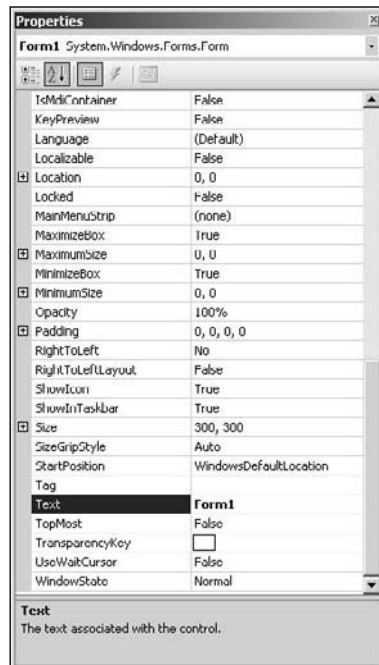 Properties
Form1 System.Windows.Forms.Form
IsMdiContainer False
KeyPreview False
Language (Default)
Localizable False
Location 0, 0
Locked False
MainMenuStrip (none)
MaximizeBox True
MaximumSize 0, 0
MinimizeBox True
MinimumSize 0, 0
Opacity 100%
Padding 0, 0, 0, 0
RightToLeft No
RightToLeftLayout False
ShowIcon True
ShowInTaskbar True
Size 300, 300
SizeGripStyle Auto
StartPosition WindowsDefaultLocation
Tag
Text Form1
TopMost False
TransparencyKey
UseWaitCursor False
WindowState Normal
Text
The text associated with the control.